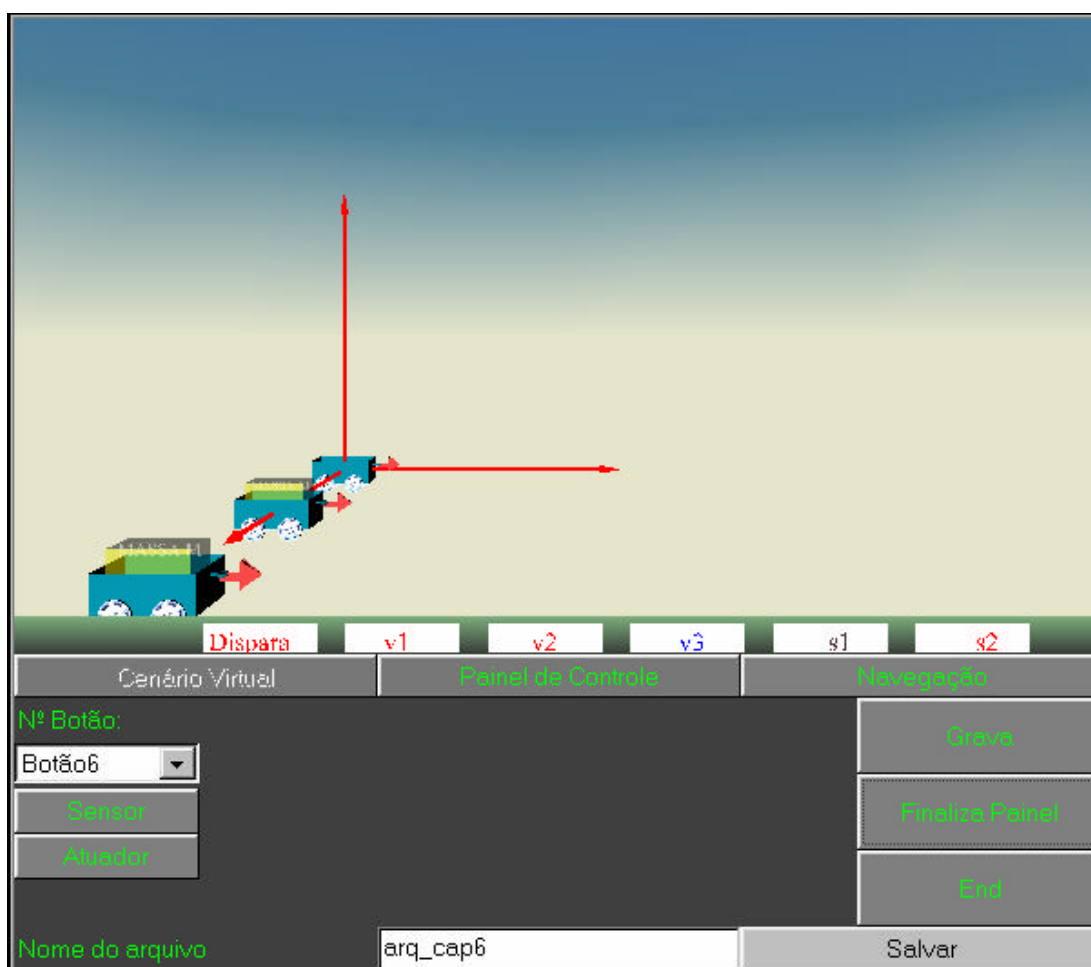 MASSA M
Dispara v1 v2 v3 s1 s2
Cenário Virtual Painel de Controle Navegação
Nº Botão:
Grava
Botão6
Sensor
Finaliza Painel
Atuador
End
Nome do arquivo arq_cap6 Salvar